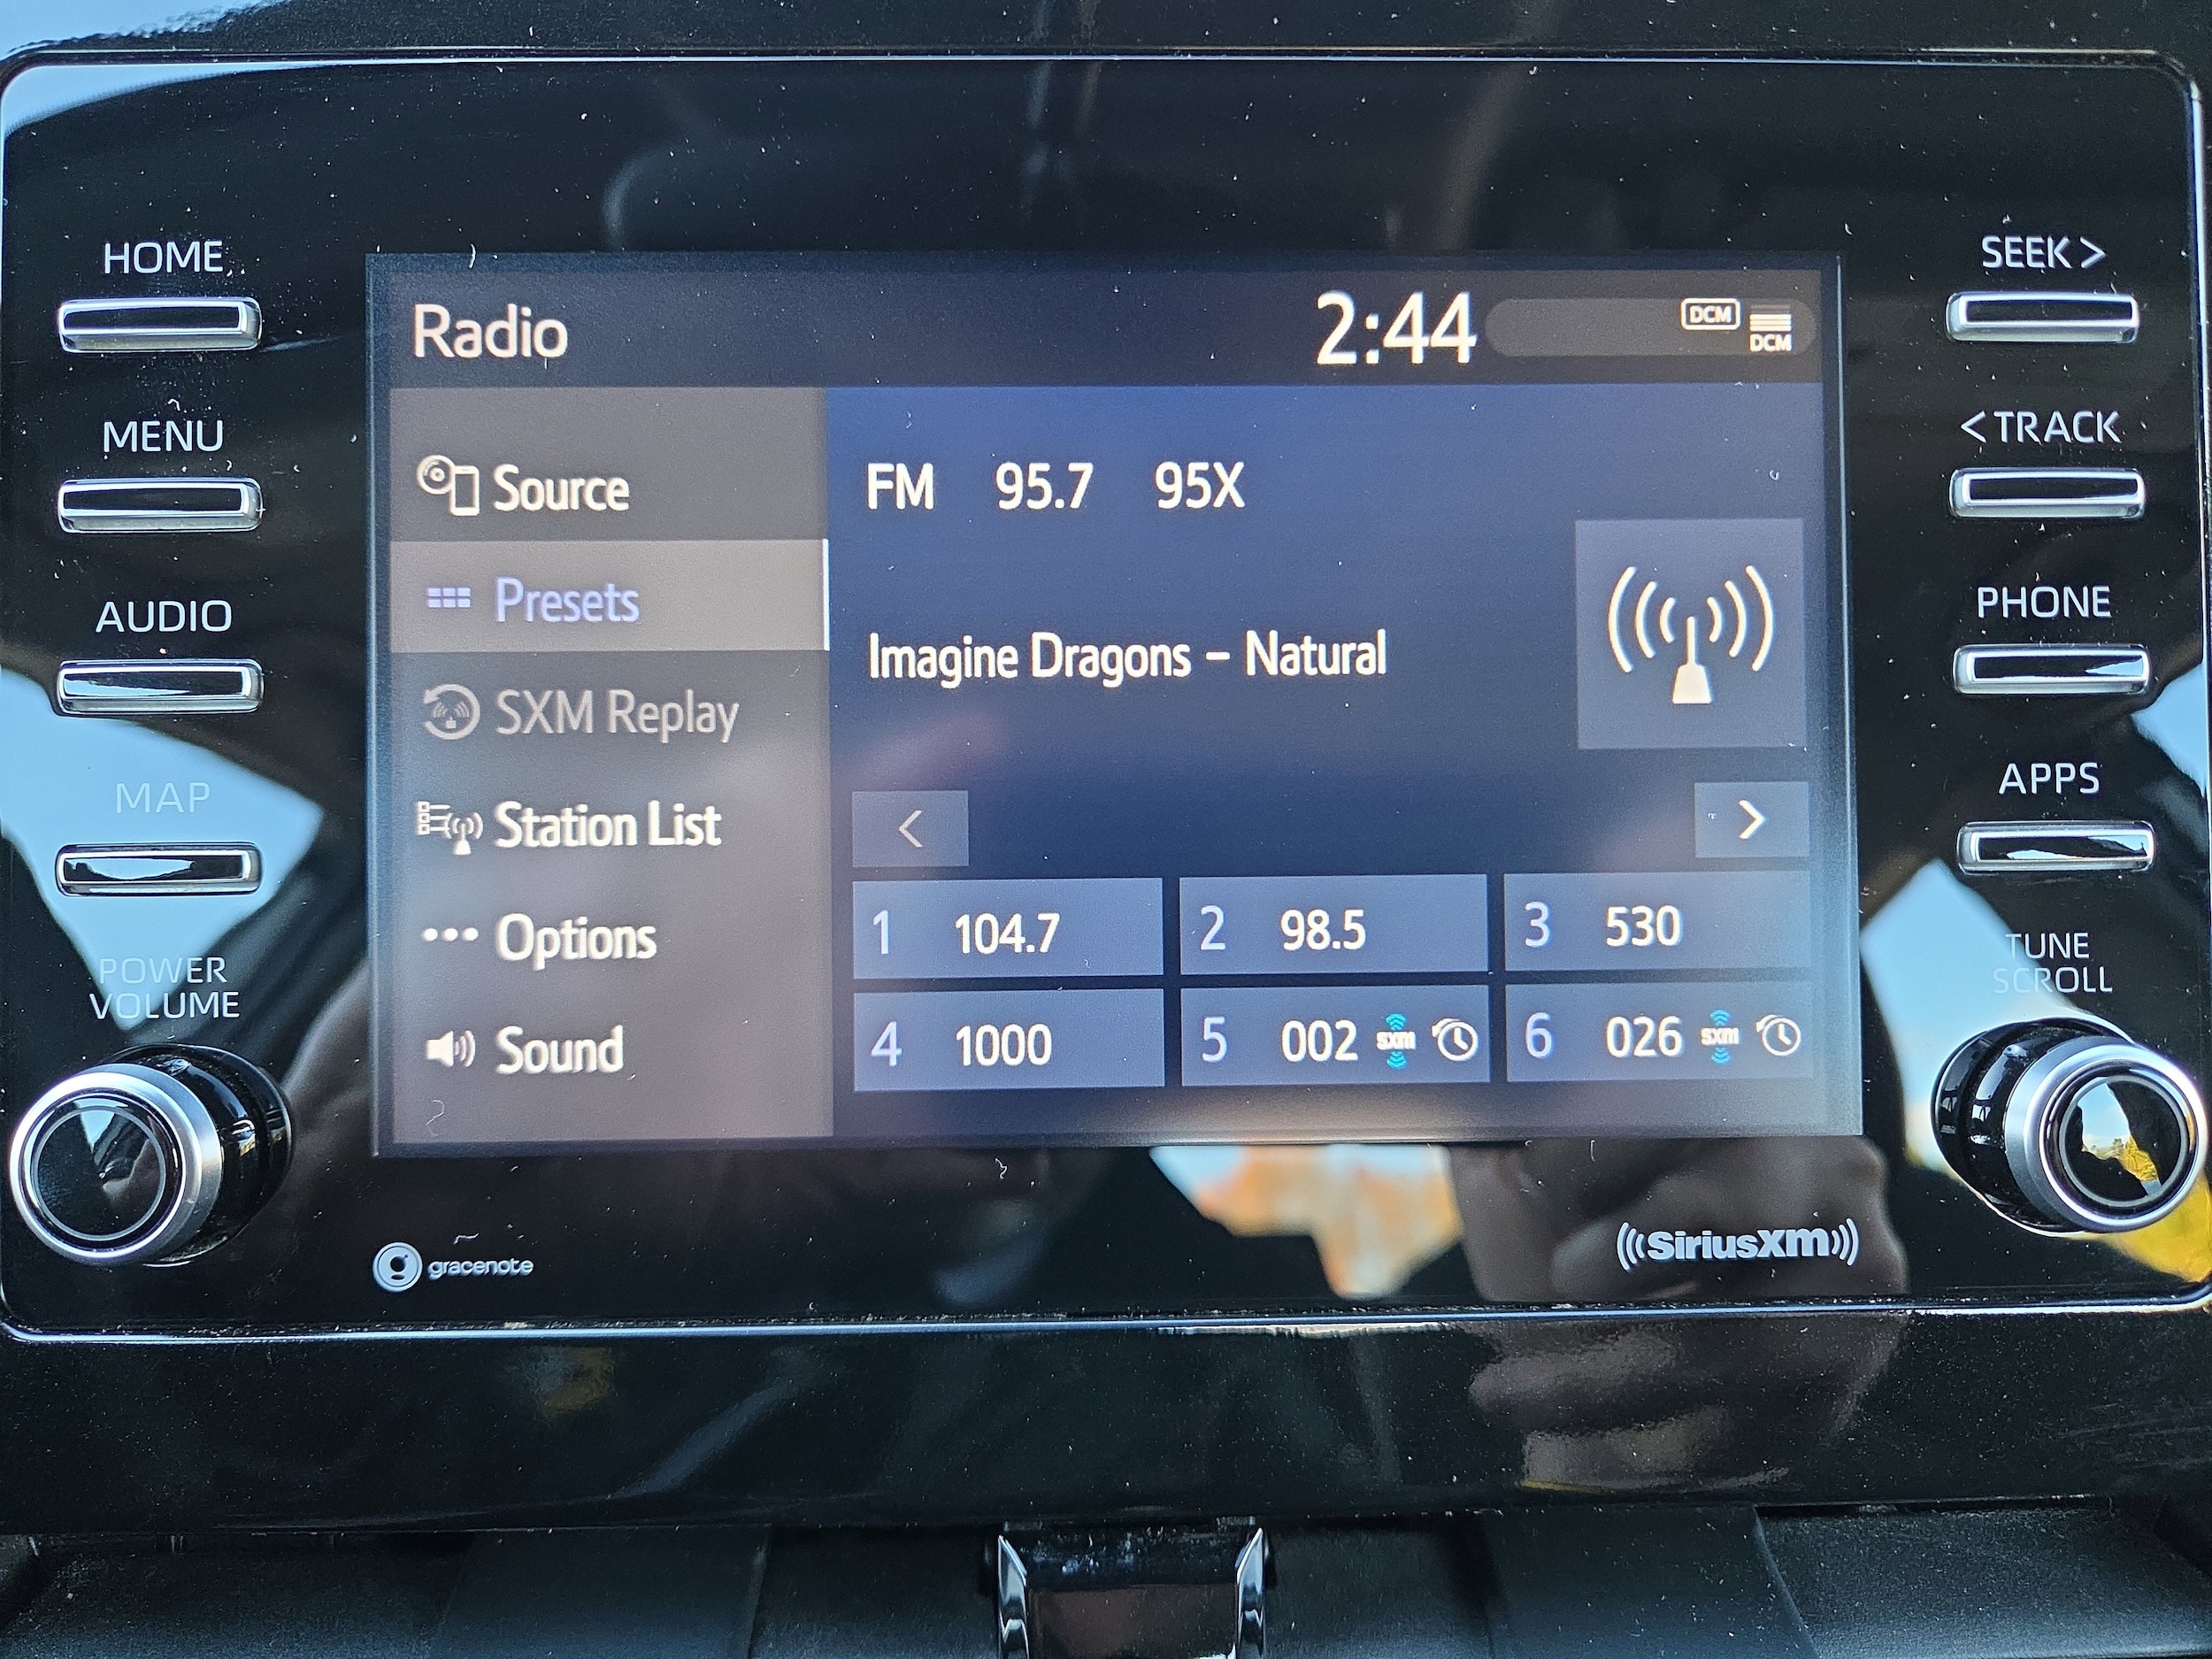 HOME
MENU
AUDIO
MAP
POWER
VOLUME
Radio
2:44
DCM
DCM
Source
Presets
SXM Replay
Station List
Options
Sound
FM 95.7 95X
Imagine Dragons – Natural
<
>
1 104.7
2 98.5
3 530
4 1000
5 002 sxm
6 026 sxm
SEEK >
< TRACK
PHONE
APPS
TUNE
SCROLL
gracenote
SiriusXM